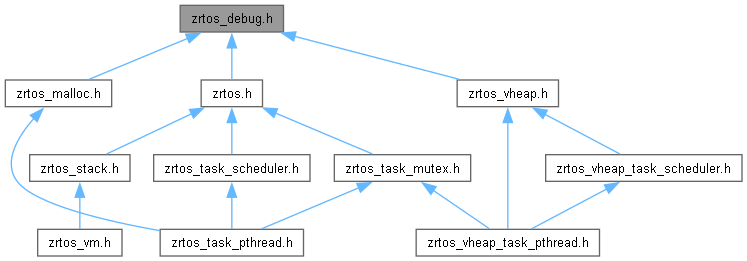 zrtos_debug.h
zrtos_malloc.h
zrtos.h
zrtos_vheap.h
zrtos_stack.h
zrtos_task_scheduler.h
zrtos_task_mutex.h
zrtos_vheap_task_scheduler.h
zrtos_vm.h
zrtos_task_pthread.h
zrtos_vheap_task_pthread.h